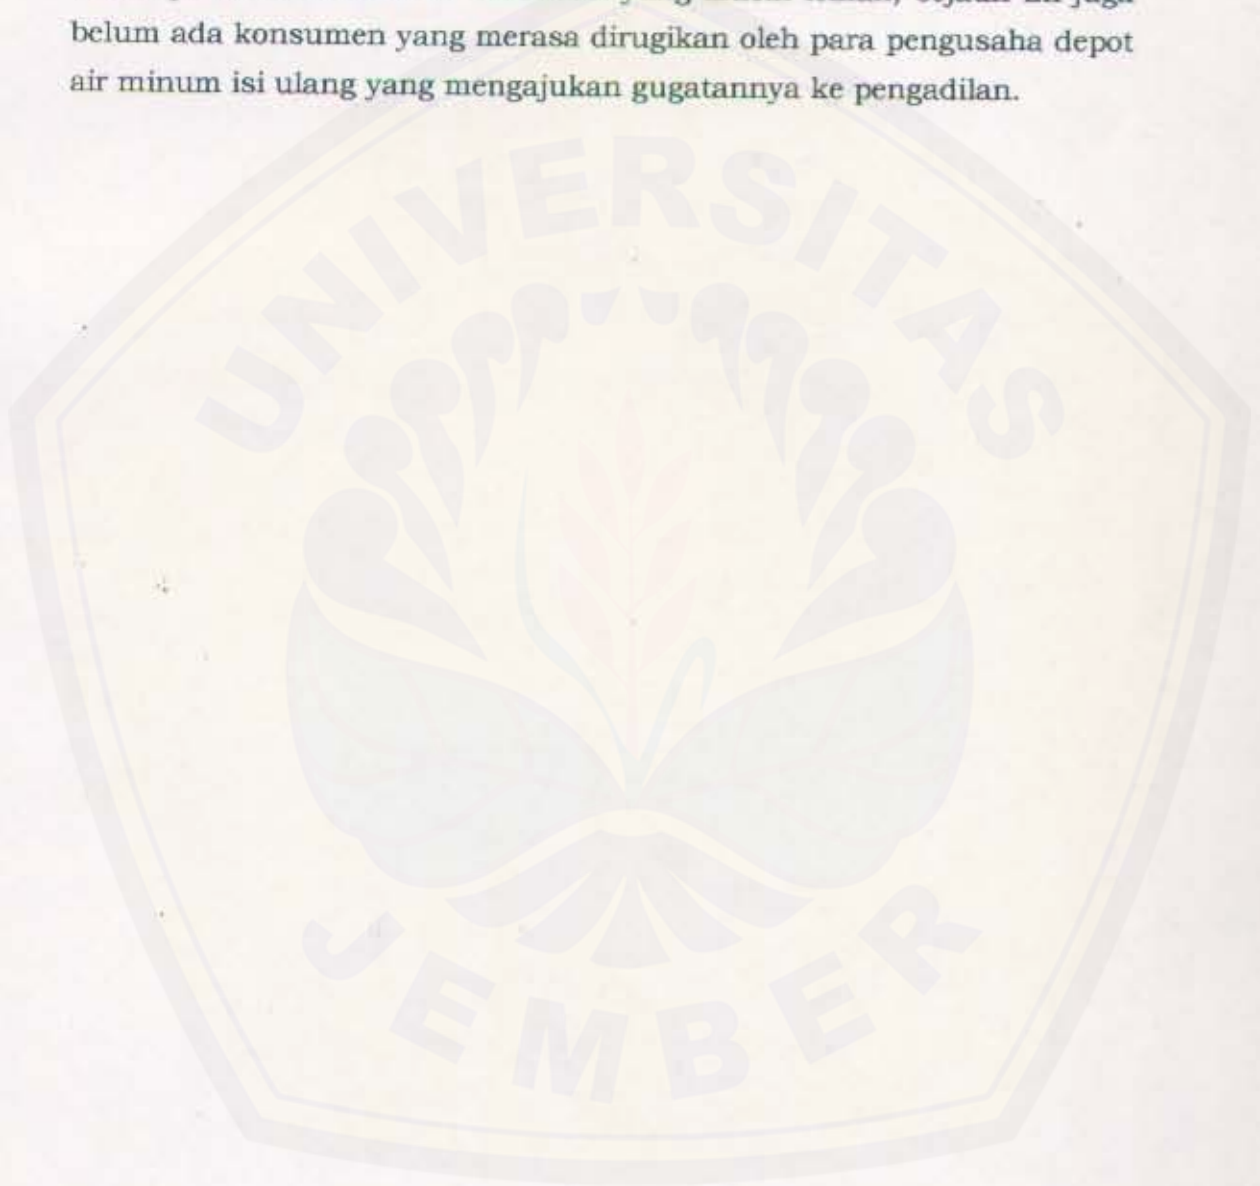 juga
belum ada konsumen yang merasa dirugikan oleh para pengusaha depot
air minum isi ulang yang mengajukan gugatannya ke pengadilan.
UNIVERSITAS
JEMBER